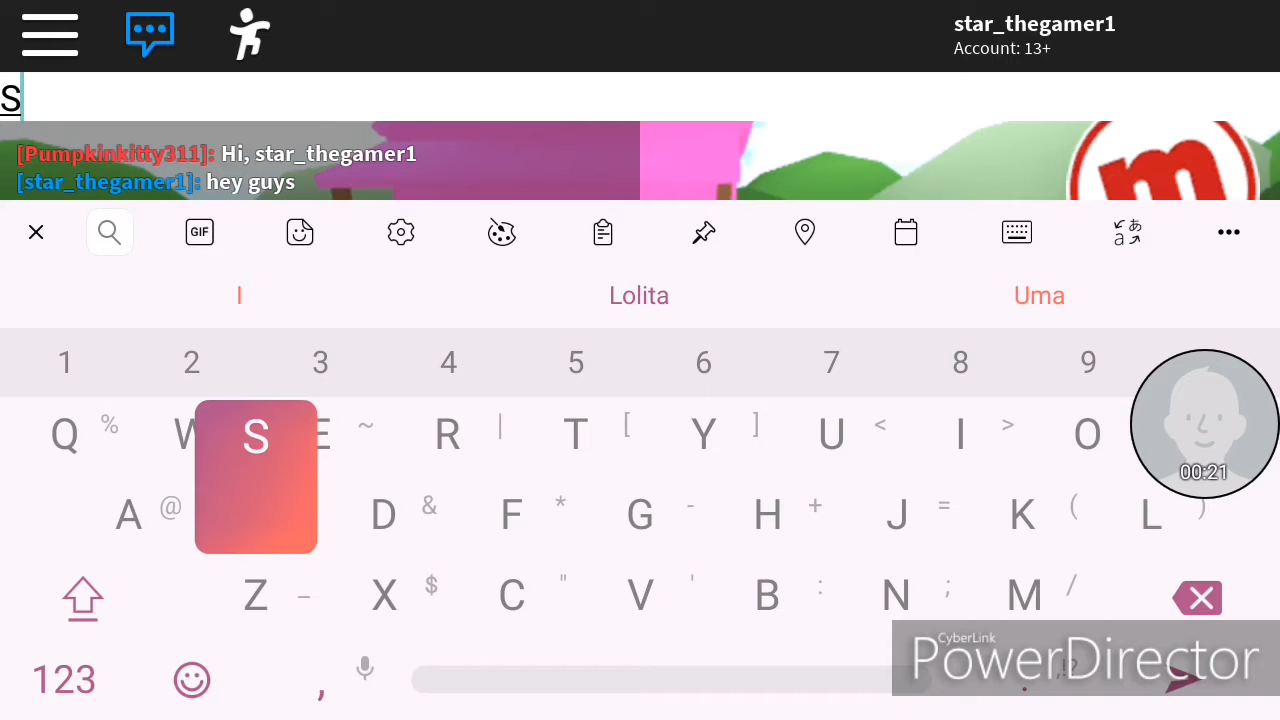 star_thegamer1
Account: 13+
S
[Pumpkinkitty311]: Hi, star_thegamer1
[star_thegamer1]: hey guys
m
GIF
あ
a
I Lolita Uma
1 2 3 4 5 6 7 8 9
Q % W S E ~ R | T [ Y ] U < I > O
00:21
A @ D & F * G - H + J = K ( L )
Z _ X $ C " V ' B : N ; M /
CyberLink
PowerDirector
123 , . ,!?